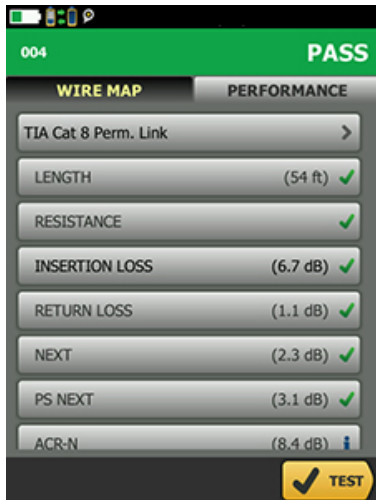 004 PASS
WIRE MAP PERFORMANCE
TIA Cat 8 Perm. Link
LENGTH (54 ft)
RESISTANCE
INSERTION LOSS (6.7 dB)
RETURN LOSS (1.1 dB)
NEXT (2.3 dB)
PS NEXT (3.1 dB)
ACR-N (8.4 dB)
TEST